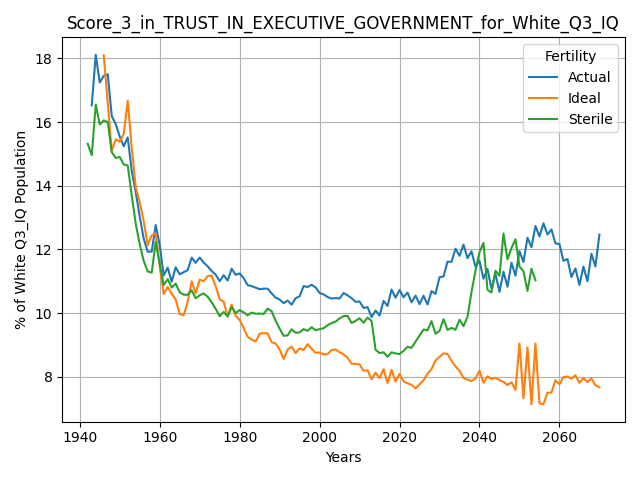 Score_3_in_TRUST_IN_EXECUTIVE_GOVERNMENT_for_White_Q3_IQ
% of White Q3_IQ Population
18
16
14
12
10
8
Fertility
Actual
Ideal
Sterile
1940 1960 1980 2000 2020 2040 2060
Years